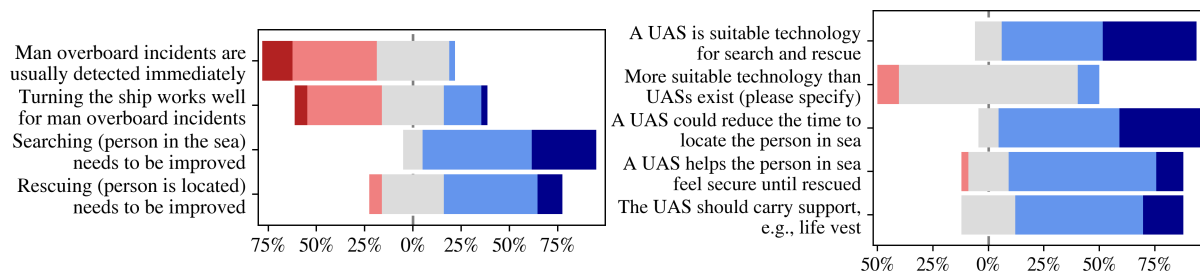 Man overboard incidents are
usually detected immediately
Turning the ship works well
for man overboard incidents
Searching (person in the sea)
needs to be improved
Rescuing (person is located)
needs to be improved
75% 50% 25% 0% 25% 50% 75%
A UAS is suitable technology
for search and rescue
More suitable technology than
UASs exist (please specify)
A UAS could reduce the time to
locate the person in sea
A UAS helps the person in sea
feel secure until rescued
The UAS should carry support,
e.g., life vest
50% 25% 0% 25% 50% 75%